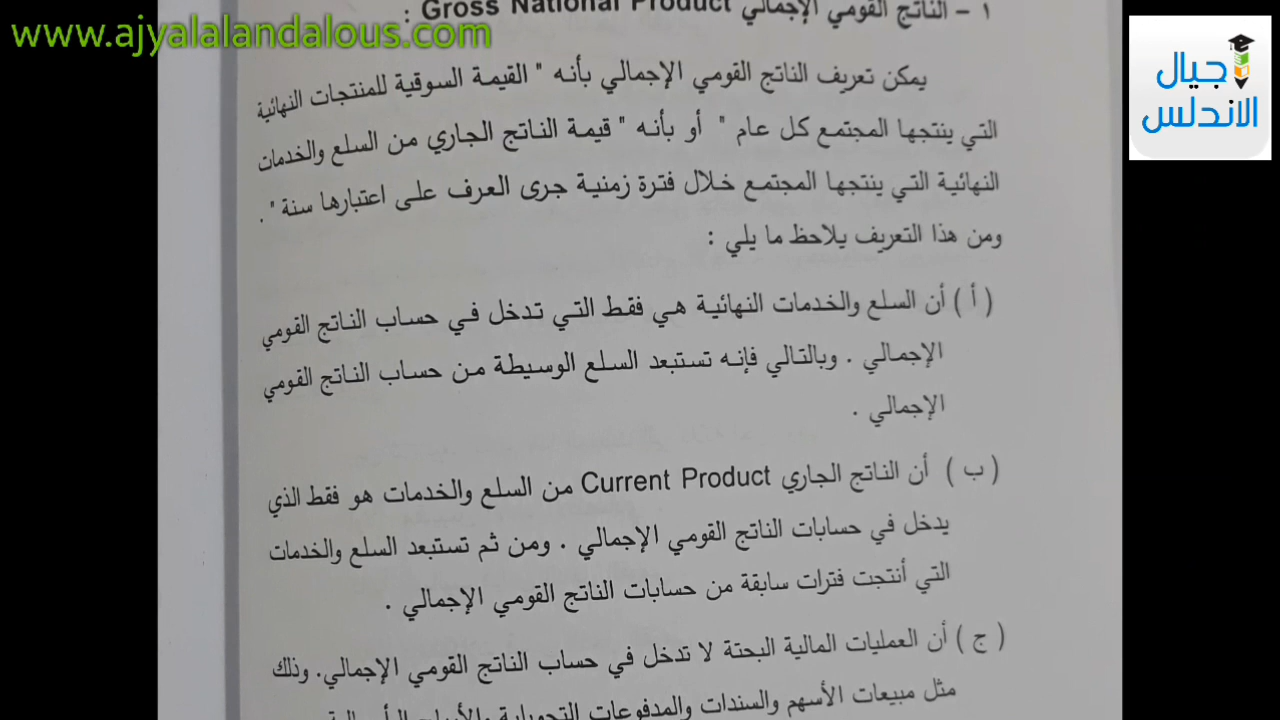 www.ajyalalandalous.com
اجيال
الاندلس
١ – الناتج القومي الإجمالي Gross National Product :
يمكن تعريف الناتج القومي الإجمالي بأنه " القيمة السوقية للمنتجات النهائية
التي ينتجها المجتمع كل عام " أو بأنه " قيمة الناتج الجاري من السلع والخدمات
النهائية التي ينتجها المجتمع خلال فترة زمنية جرى العرف على اعتبارها سنة " .
ومن هذا التعريف يلاحظ ما يلي :
( أ ) أن السلع والخدمات النهائية هي فقط التي تدخل في حساب الناتج القومي
الإجمالي . وبالتالي فإنه تستبعد السلع الوسيطة من حساب الناتج القومي
الإجمالي .
( ب ) أن الناتج الجاري Current Product من السلع والخدمات هو فقط الذي
يدخل في حسابات الناتج القومي الإجمالي . ومن ثم تستبعد السلع والخدمات
التي أنتجت فترات سابقة من حسابات الناتج القومي الإجمالي .
( ج ) أن العمليات المالية البحتة لا تدخل في حساب الناتج القومي الإجمالي. وذلك
مثل مبيعات الأسهم والسندات والمدفوعات التحويلية والأرباح الرأسمالية